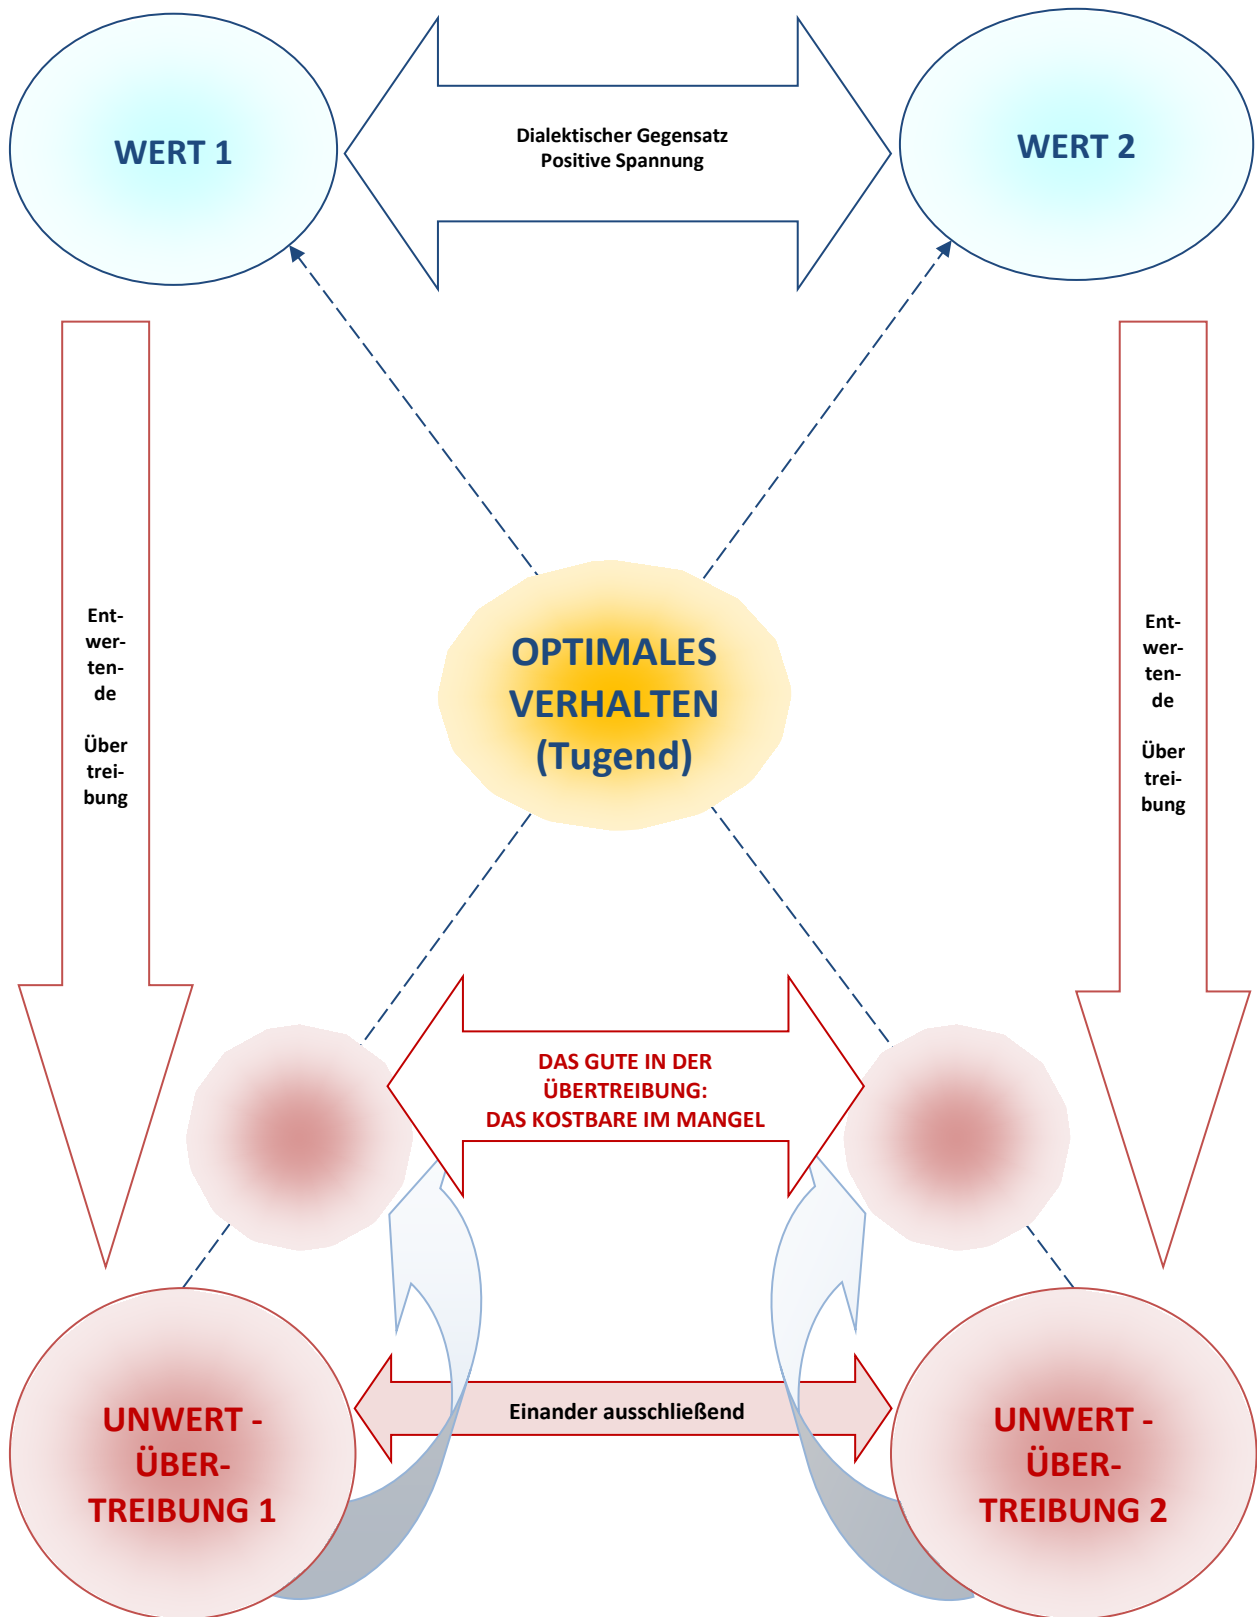 WERT 1
Dialektischer Gegensatz
Positive Spannung
WERT 2
Ent-
wer-
ten-
de
Über
trei-
bung
OPTIMALES
VERHALTEN
(Tugend)
Ent-
wer-
ten-
de
Über
trei-
bung
DAS GUTE IN DER
ÜBERTREIBUNG:
DAS KOSTBARE IM MANGEL
UNWERT -
ÜBER-
TREIBUNG 1
Einander ausschließend
UNWERT -
ÜBER-
TREIBUNG 2